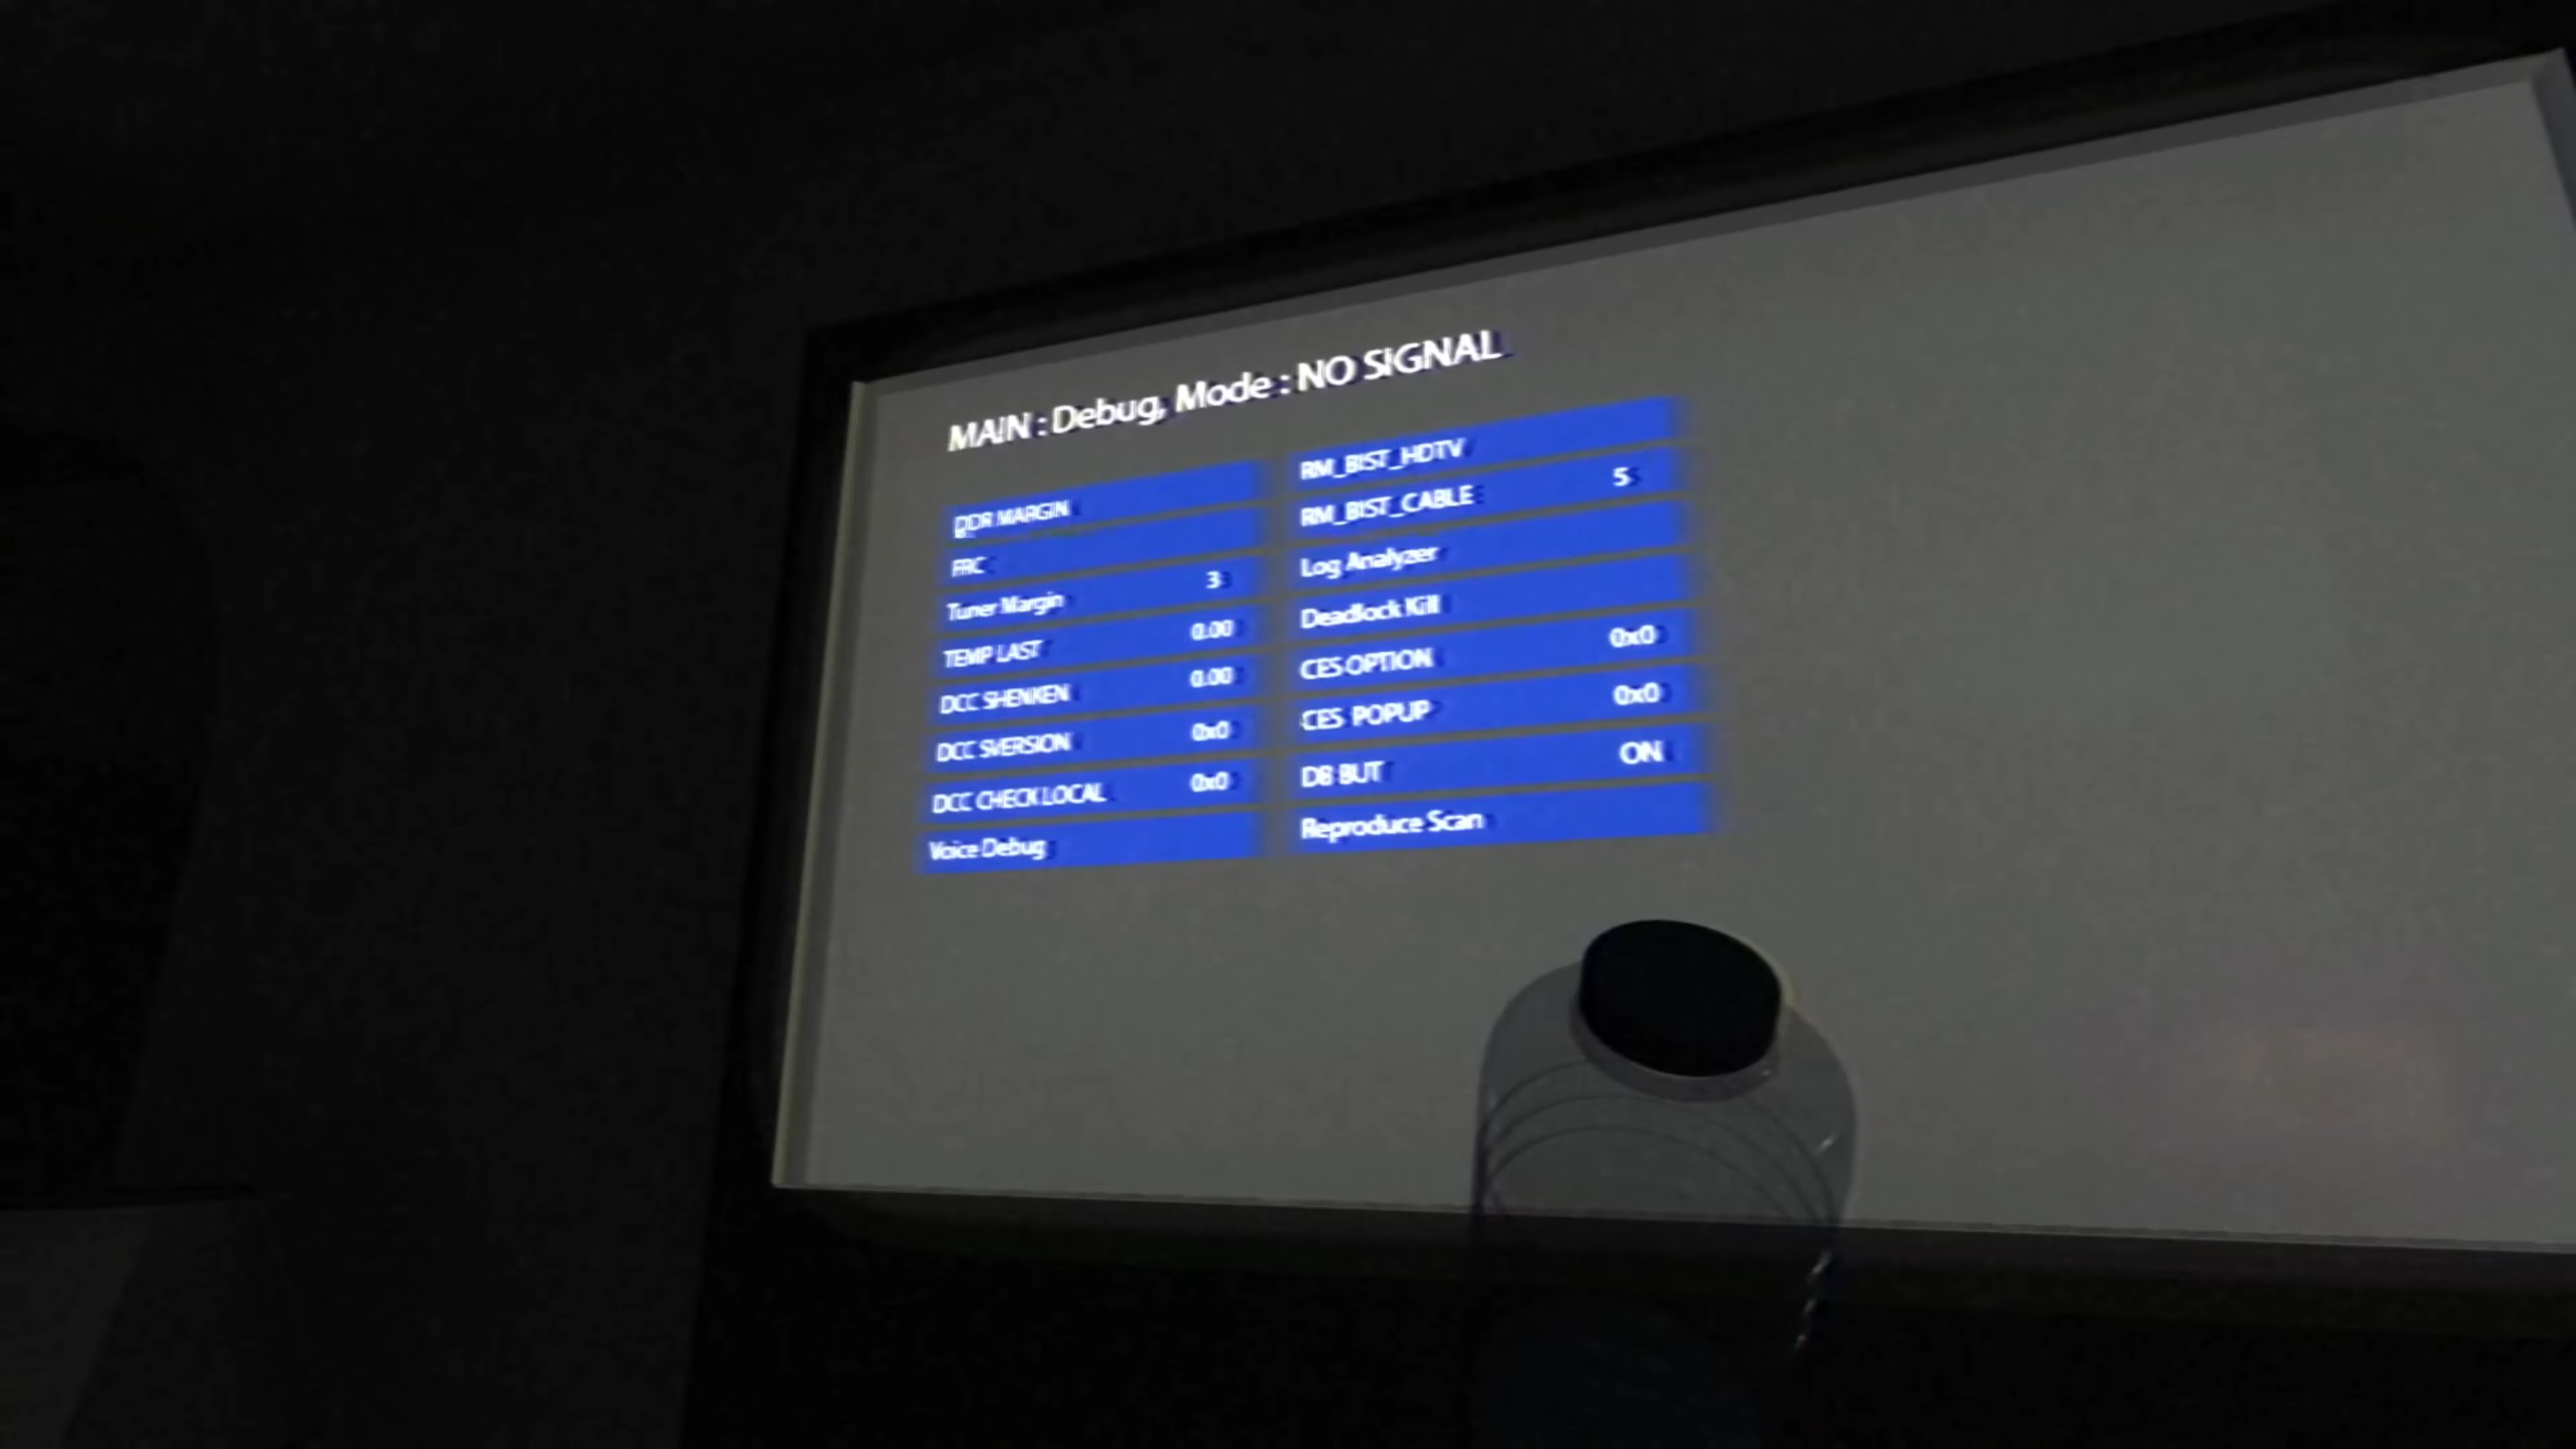 MAIN : Debug, Mode : NO SIGNAL
DDR MARGIN
FRC
Tuner Margin 3
TEMP LAST 0.00
DCC SHENKEN 0.00
DCC SVERSION 0x0
DCC CHECK LOCAL 0x0
Voice Debug
RM_BIST_HDTV
RM_BIST_CABLE 5
Log Analyzer
Deadlock Kill
CES OPTION 0x0
CES POPUP 0x0
DB BUT ON
Reproduce Scan